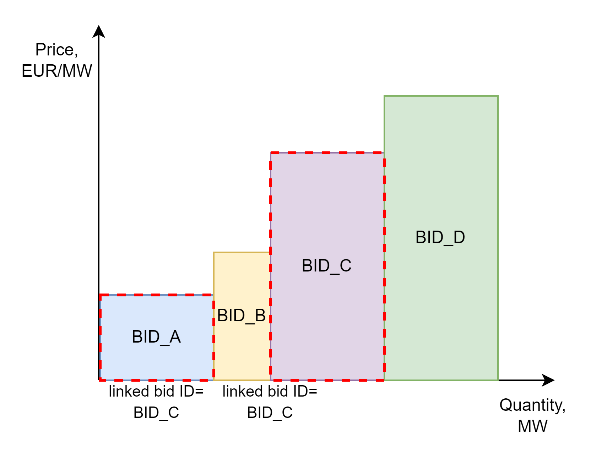 Price,
EUR/MW
BID_D
BID_C
BID_B
BID_A
linked bid ID=
BID_C
linked bid ID=
BID_C
Quantity,
MW